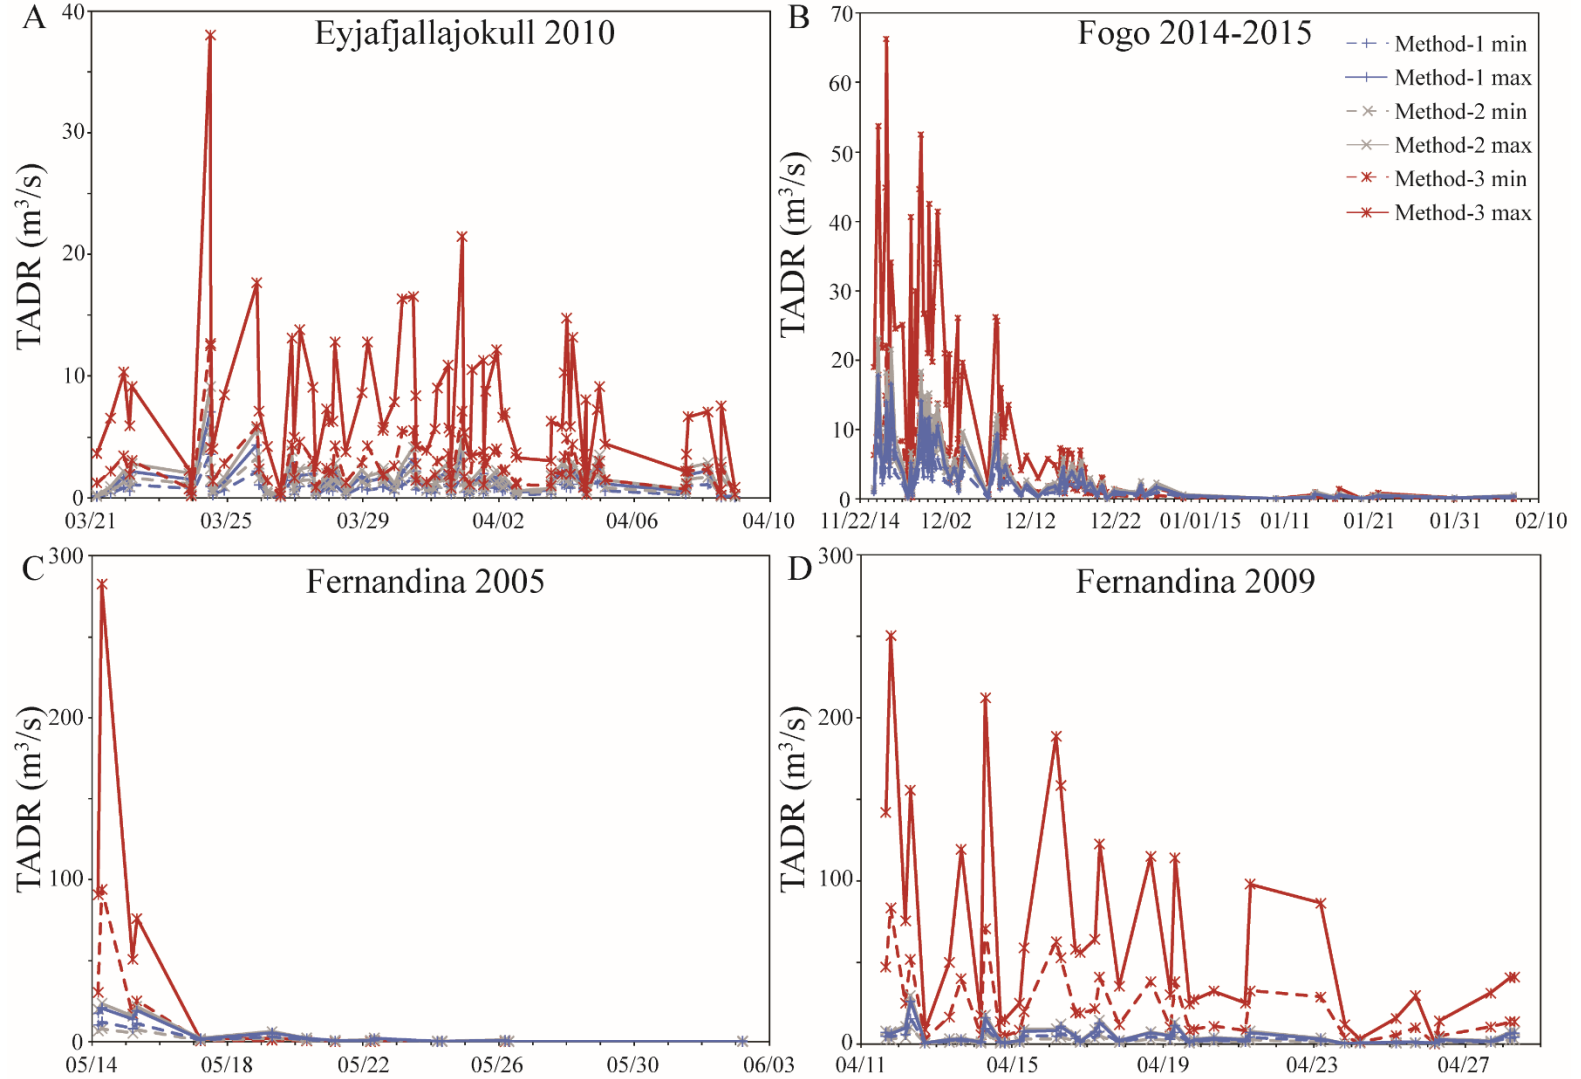 A
Eyjafjallajokull 2010
TADR (m³/s)
40
30
20
10
0
03/21 03/25 03/29 04/02 04/06 04/10
B
Fogo 2014-2015
Method-1 min
Method-1 max
Method-2 min
Method-2 max
Method-3 min
Method-3 max
TADR (m³/s)
70
60
50
40
30
20
10
0
11/22/14 12/02 12/12 12/22 01/01/15 01/11 01/21 01/31 02/10
C
Fernandina 2005
TADR (m³/s)
300
200
100
0
05/14 05/18 05/22 05/26 05/30 06/03
D
Fernandina 2009
TADR (m³/s)
300
200
100
0
04/11 04/15 04/19 04/23 04/27